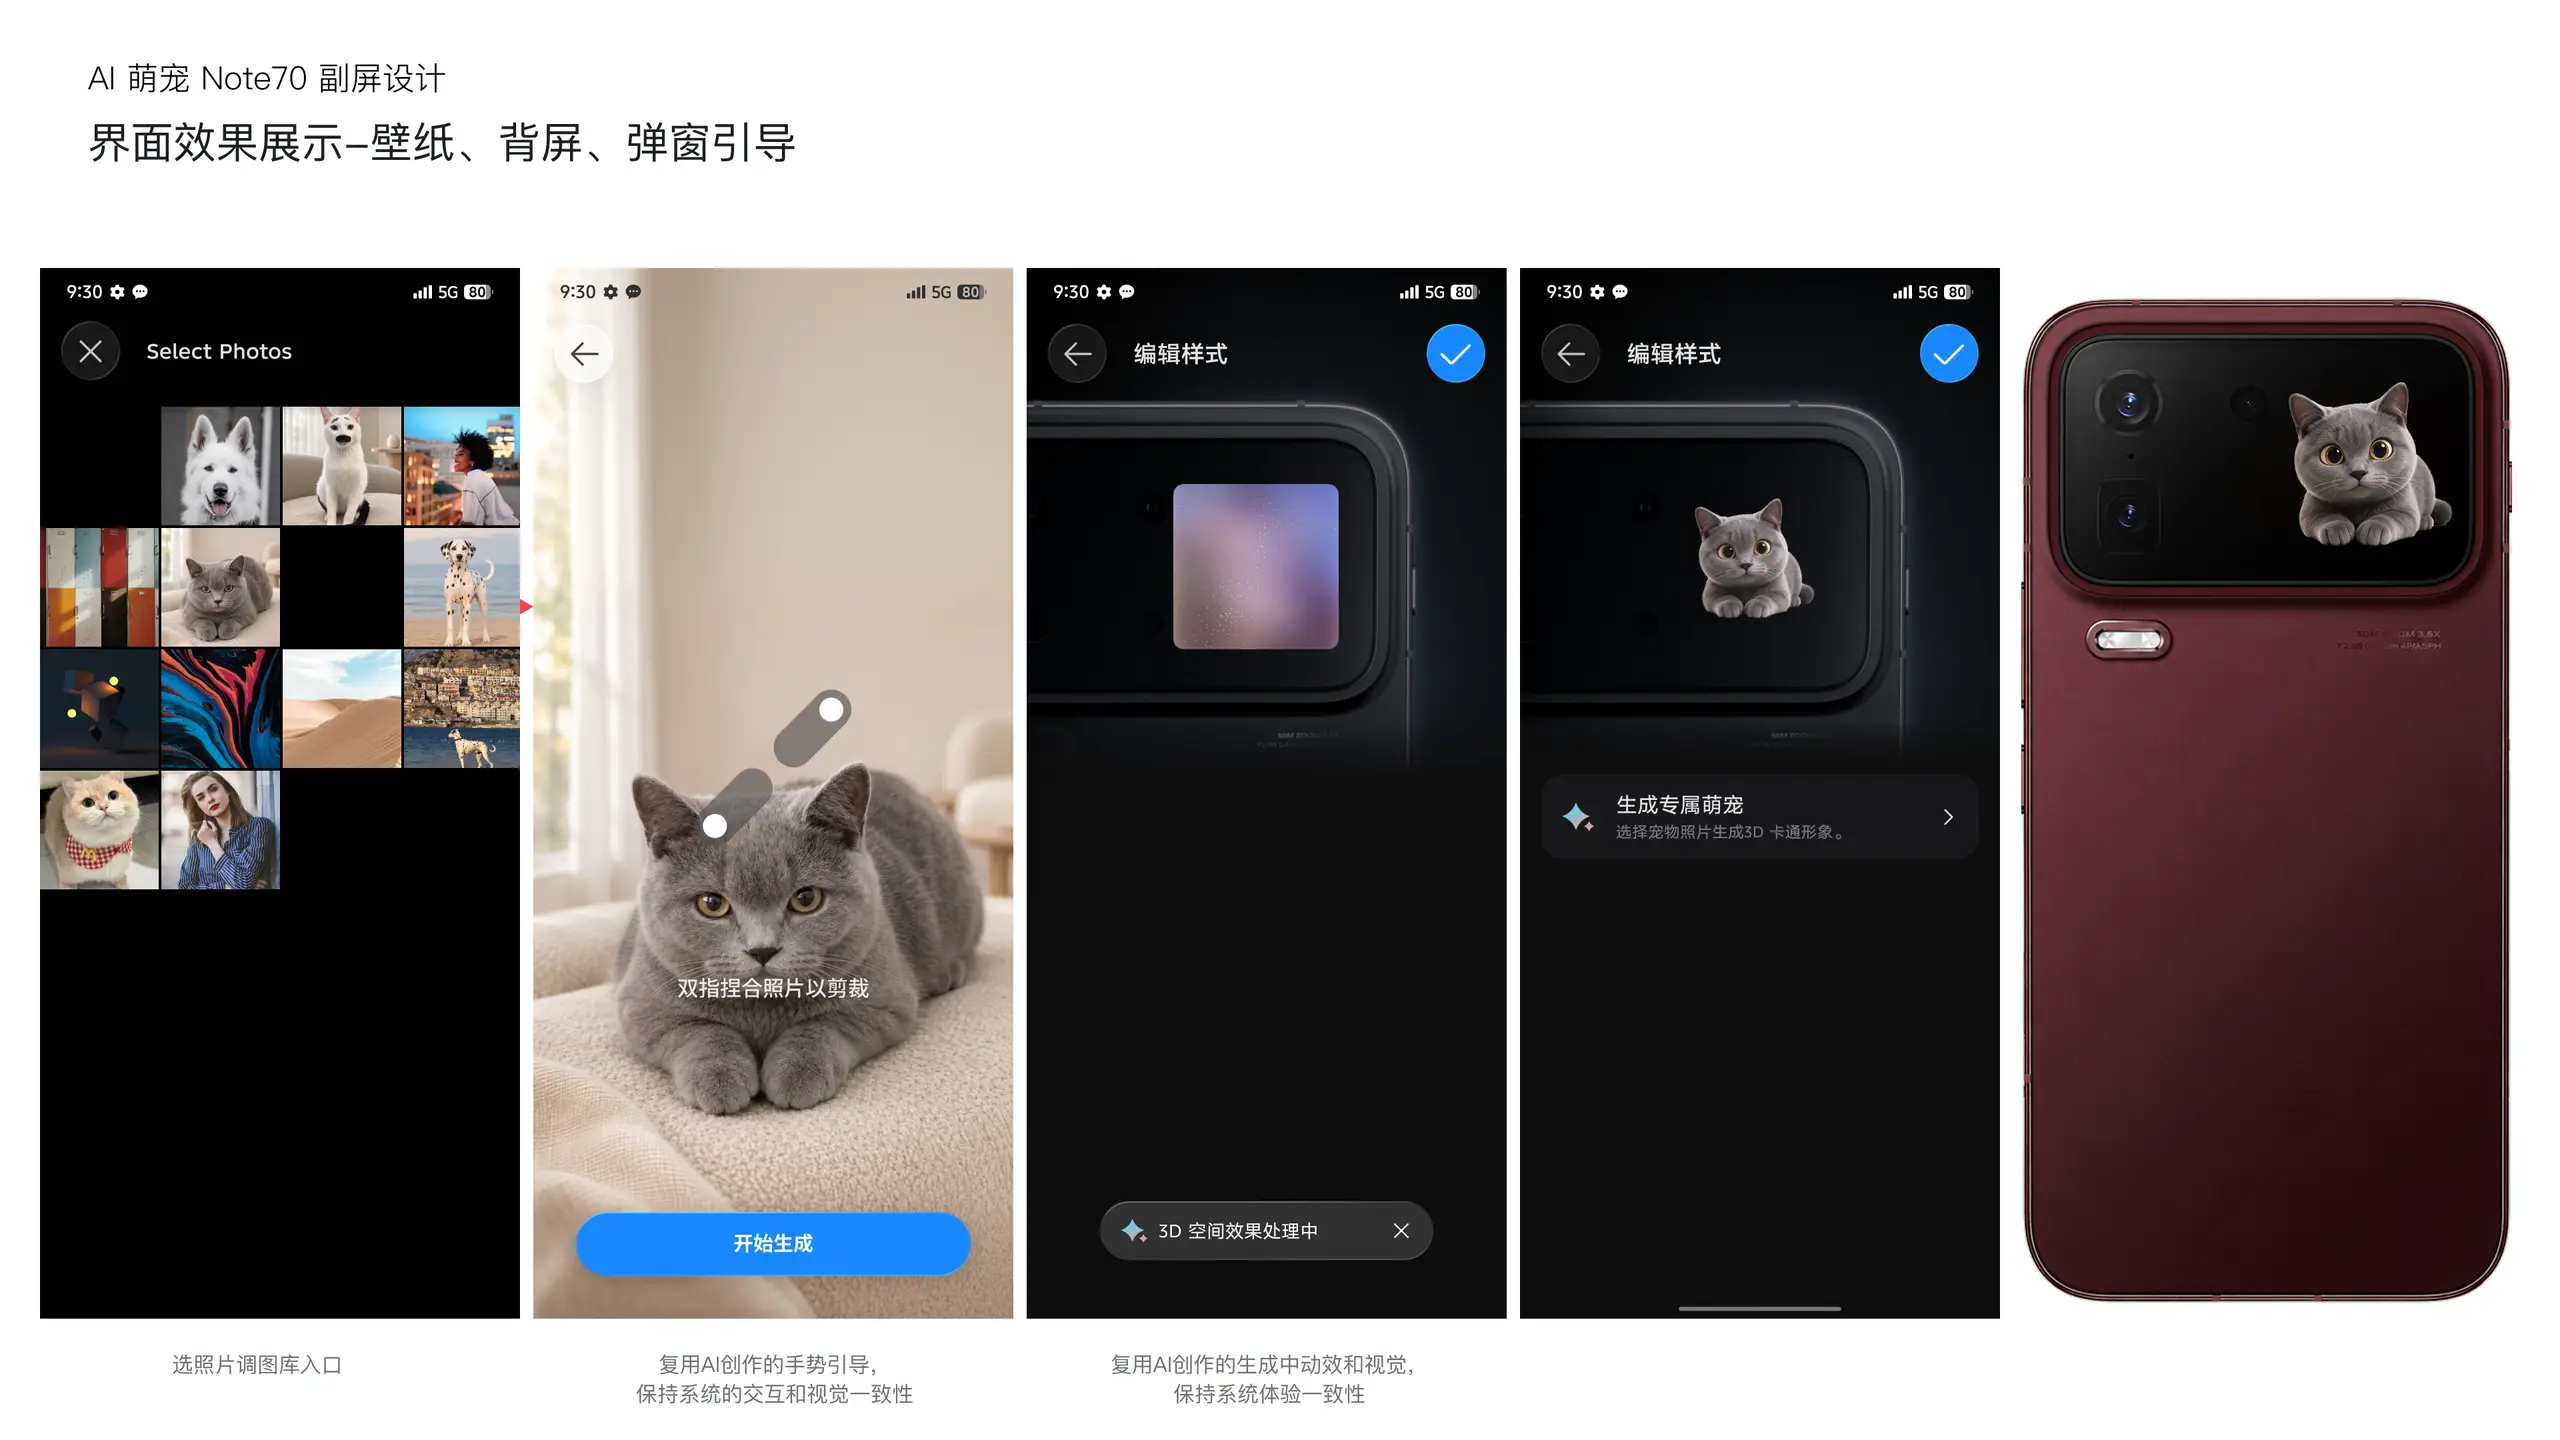 AI 萌宠 Note70 副屏设计
界面效果展示–壁纸、背屏、弹窗引导
9:30
5G 80
Select Photos
选照片调图库入口
9:30
5G 80
双指捏合照片以剪裁
开始生成
复用AI创作的手势引导，
保持系统的交互和视觉一致性
9:30
5G 80
编辑样式
3D 空间效果处理中
复用AI创作的生成中动效和视觉，
保持系统体验一致性
9:30
5G 80
编辑样式
生成专属萌宠
选择宠物照片生成3D 卡通形象。